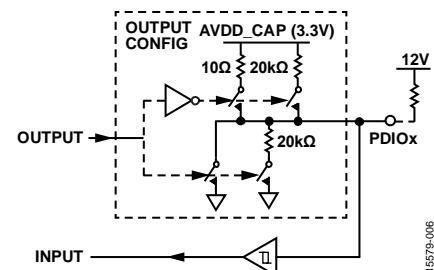 OUTPUT
CONFIG
AVDD_CAP (3.3V)
12V
10Ω
20kΩ
OUTPUT
20kΩ
PDIOx
INPUT
15579-006